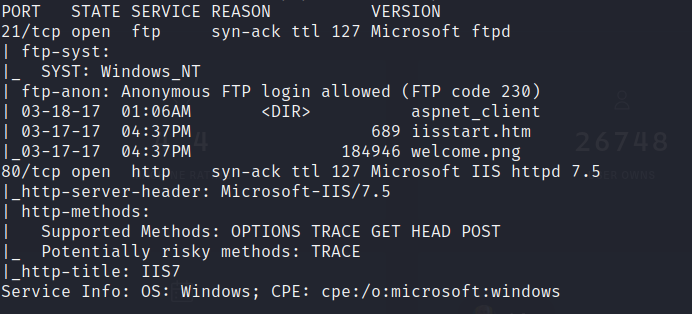 PORT   STATE SERVICE REASON          VERSION
21/tcp open  ftp     syn-ack ttl 127 Microsoft ftpd
| ftp-syst:
|_  SYST: Windows_NT
| ftp-anon: Anonymous FTP login allowed (FTP code 230)
| 03-18-17  01:06AM       <DIR>          aspnet_client
| 03-17-17  04:37PM                  689 iisstart.htm
|_03-17-17  04:37PM               184946 welcome.png
26748
80/tcp open  http    syn-ack ttl 127 Microsoft IIS httpd 7.5
|_http-server-header: Microsoft-IIS/7.5
| http-methods:
|   Supported Methods: OPTIONS TRACE GET HEAD POST
|_  Potentially risky methods: TRACE
|_http-title: IIS7
Service Info: OS: Windows; CPE: cpe:/o:microsoft:windows